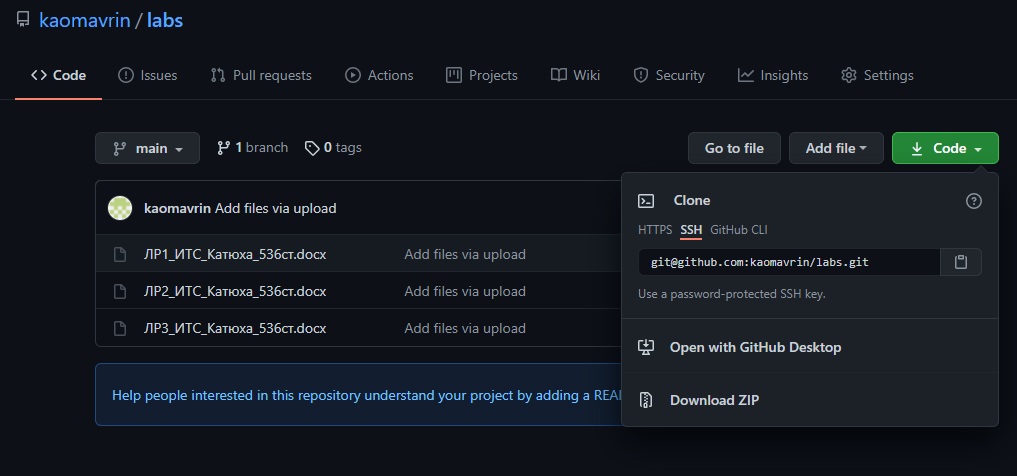 kaomavrin / labs
Code Issues Pull requests Actions Projects Wiki Security Insights Settings
main 1 branch 0 tags Go to file Add file Code
kaomavrin Add files via upload
ЛР1_ИТС_Катюха_536ст.docx Add files via upload
ЛР2_ИТС_Катюха_536ст.docx Add files via upload
ЛР3_ИТС_Катюха_536ст.docx Add files via upload
Help people interested in this repository understand your project by adding a
Clone
HTTPS SSH GitHub CLI
git@github.com:kaomavrin/labs.git
Use a password-protected SSH key.
Open with GitHub Desktop
Download ZIP